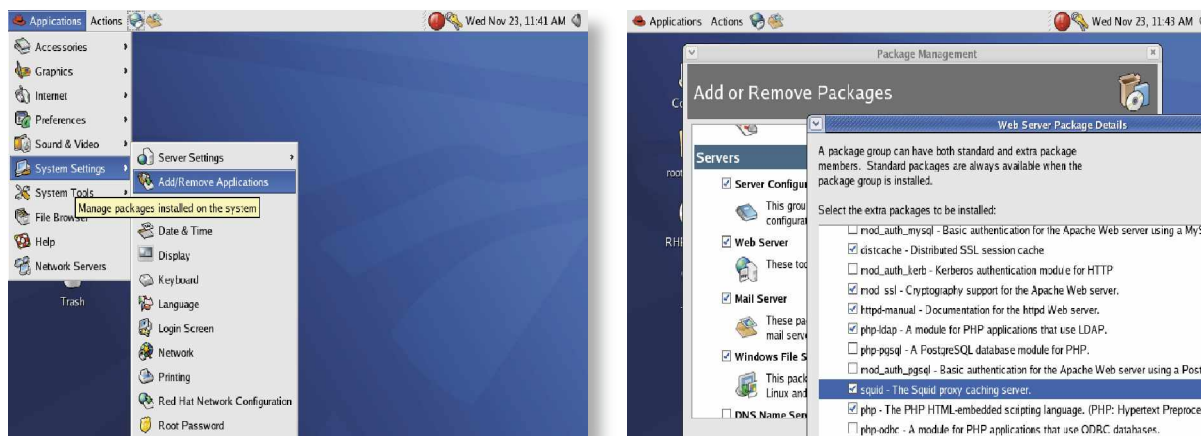 Applications Actions
Wed Nov 23, 11:41 AM
Accessories
Graphics
Internet
Preferences
Sound & Video
System Settings
System Tools
File Browser
Help
Network Servers
Trash
Server Settings
Add/Remove Applications
Manage packages installed on the system
Date & Time
Display
Keyboard
Language
Login Screen
Network
Printing
Red Hat Network Configuration
Root Password
Applications Actions
Wed Nov 23, 11:43 AM
Package Management
Add or Remove Packages
Co
root
RHE
Servers
Server Configu
This grou
configurat
Web Server
These too
Mail Server
These pa
mail serve
Windows File S
This pack
Linux and
DNS Name Serv
Web Server Package Details
A package group can have both standard and extra package
members. Standard packages are always available when the
package group is installed.
Select the extra packages to be installed:
mod_auth_mysql - Basic authentication for the Apache Web server using a MyS
distcache - Distributed SSL session cache
mod_auth_kerb - Kerberos authentication module for HTTP
mod_ssl - Cryptography support for the Apache Web server.
httpd-manual - Documentation for the httpd Web server.
php-ldap - A module for PHP applications that use LDAP.
php-pgsql - A PostgreSQL database module for PHP.
mod_auth_pgsql - Basic authentication for the Apache Web server using a Post
squid - The Squid proxy caching server.
php - The PHP HTML-embedded scripting language. (PHP: Hypertext Preproce
php-odbc - A module for PHP applications that use ODBC databases.